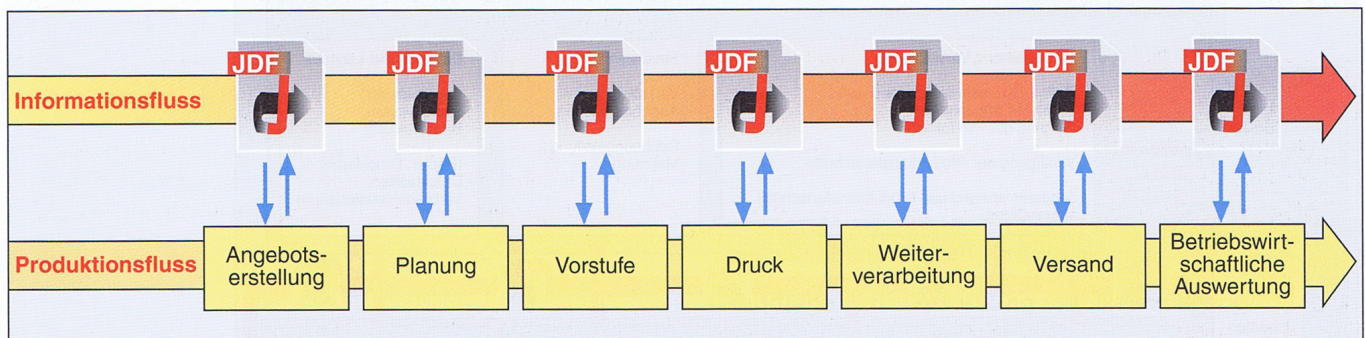 JDF JDF JDF JDF JDF JDF JDF
Informationsfluss
Produktionsfluss
Angebots-
erstellung
Planung
Vorstufe
Druck
Weiter-
verarbeitung
Versand
Betriebswirt-
schaftliche
Auswertung